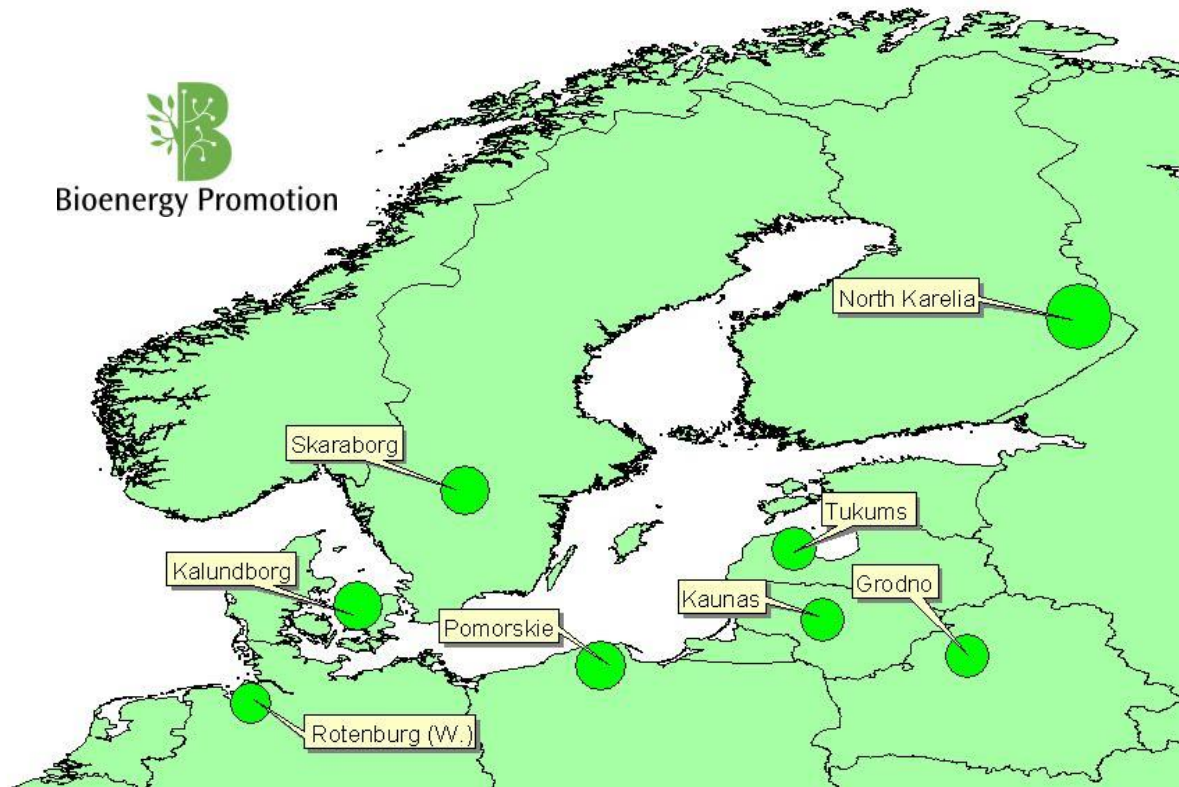 Bioenergy Promotion
North Karelia
Skaraborg
Tukums
Kalundborg
Grodno
Kaunas
Pomorskie
Rotenburg (W.)